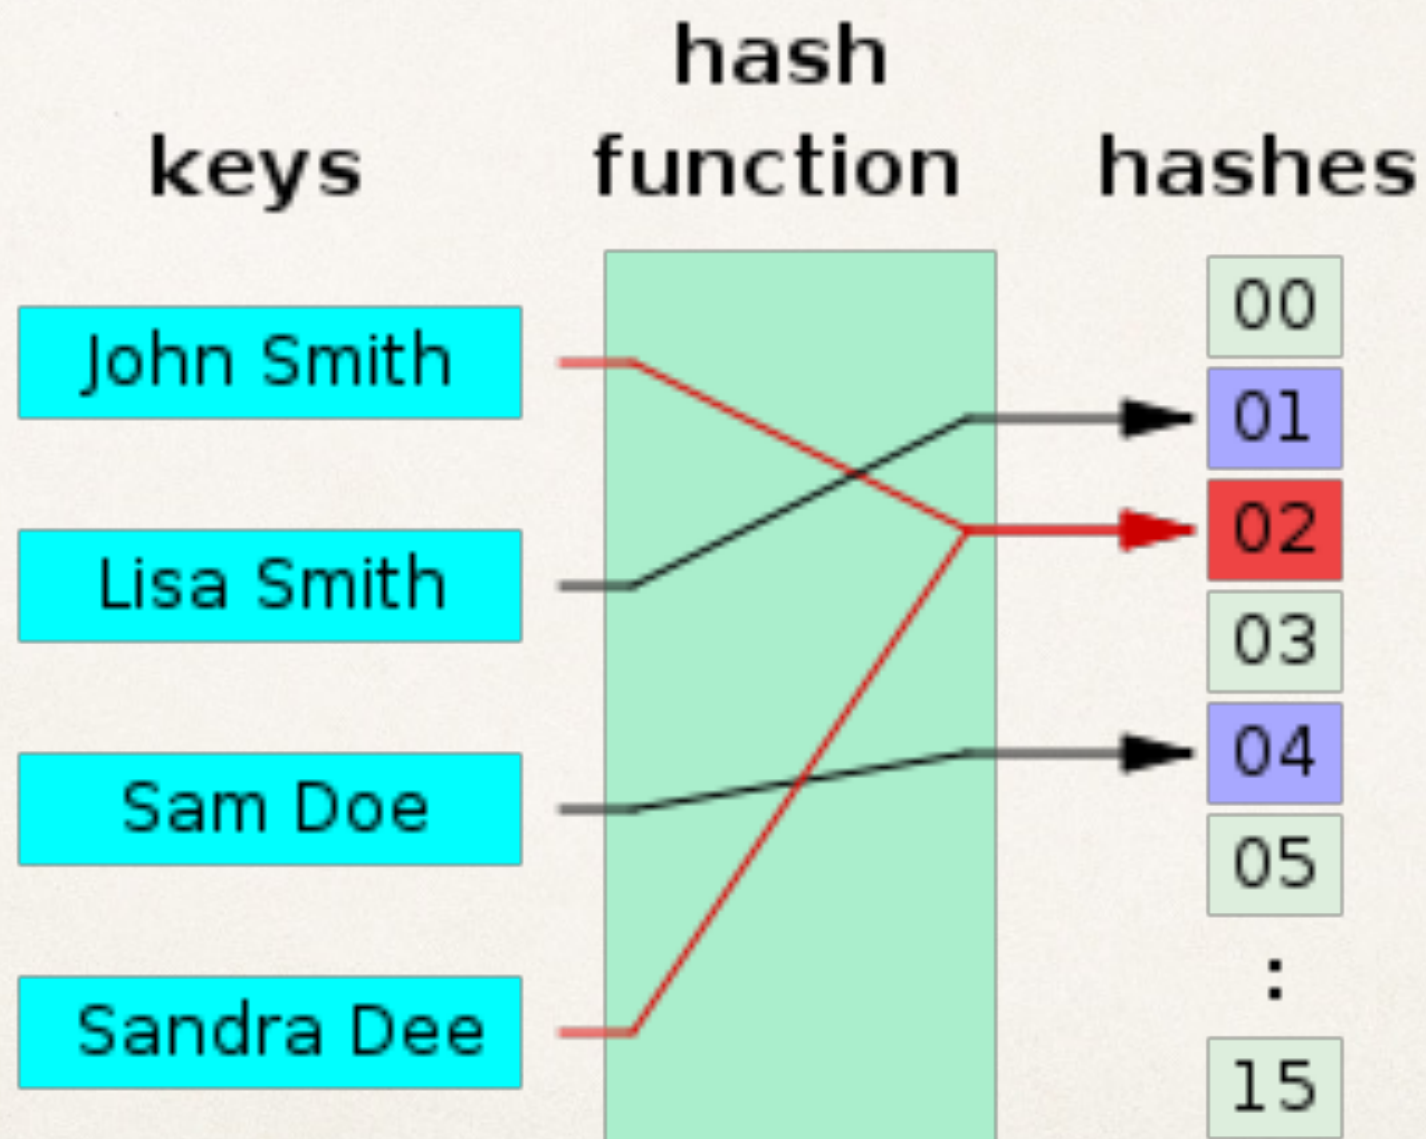 hash
keys function hashes
00
John Smith
01
02
Lisa Smith
03
04
Sam Doe
05
:
Sandra Dee
15